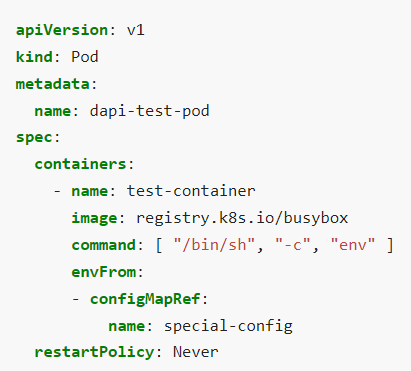 apiVersion: v1
kind: Pod
metadata:
  name: dapi-test-pod
spec:
  containers:
    - name: test-container
      image: registry.k8s.io/busybox
      command: [ "/bin/sh", "-c", "env" ]
      envFrom:
      - configMapRef:
          name: special-config
  restartPolicy: Never